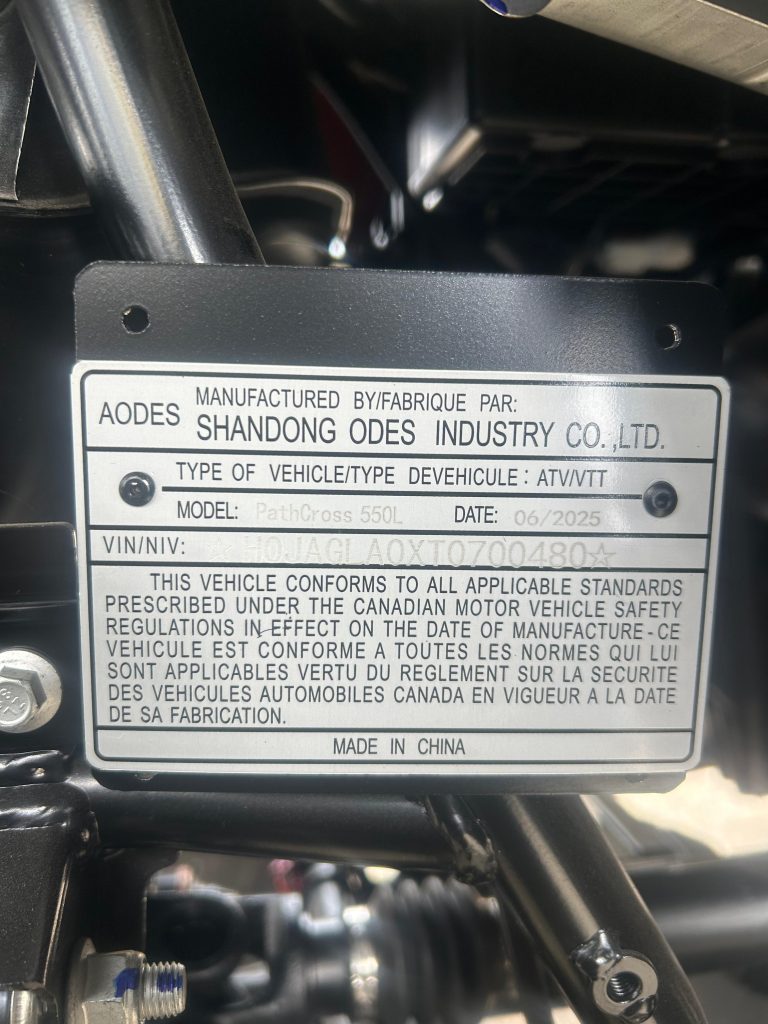 MANUFACTURED BY/FABRIQUE PAR:
AODES SHANDONG ODES INDUSTRY CO.,LTD.
TYPE OF VEHICLE/TYPE DEVEHICULE: ATV/VTT
MODEL: PathCross 550L DATE: 06/2025
VIN/NIV: ☆H0JAGLA0XT0700480☆
THIS VEHICLE CONFORMS TO ALL APPLICABLE STANDARDS
PRESCRIBED UNDER THE CANADIAN MOTOR VEHICLE SAFETY
REGULATIONS IN EFFECT ON THE DATE OF MANUFACTURE-CE
VEHICULE EST CONFORME A TOUTES LES NORMES QUI LUI
SONT APPLICABLES VERTU DU REGLEMENT SUR LA SECURITE
DES VEHICULES AUTOMOBILES CANADA EN VIGUEUR A LA DATE
DE SA FABRICATION.
MADE IN CHINA